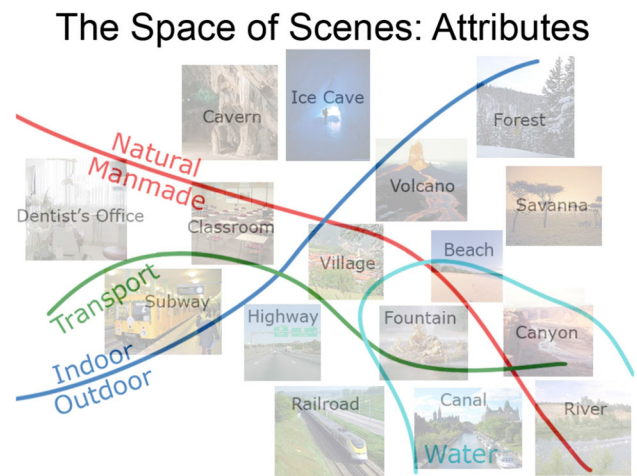 The Space of Scenes: Attributes
Ice Cave
Cavern
Forest
Natural
Manmade
Volcano
Savanna
Dentist's Office
Classroom
Beach
Village
Transport
Subway
Highway
Fountain
Canyon
Indoor
Outdoor
Railroad
Canal
River
Water